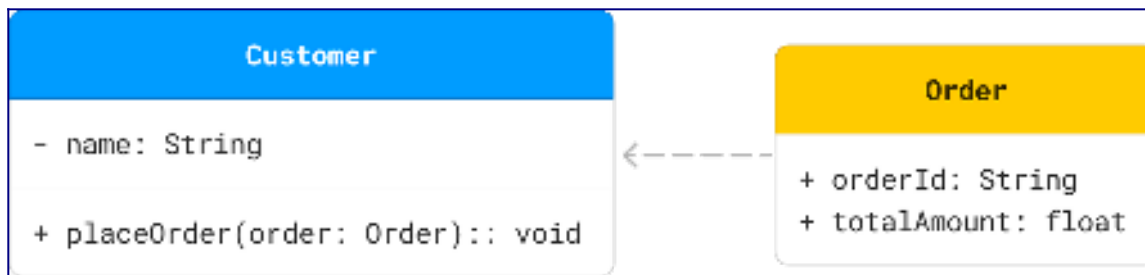 Customer
- name: String
+ placeOrder(order: Order):: void
Order
+ orderId: String
+ totalAmount: float